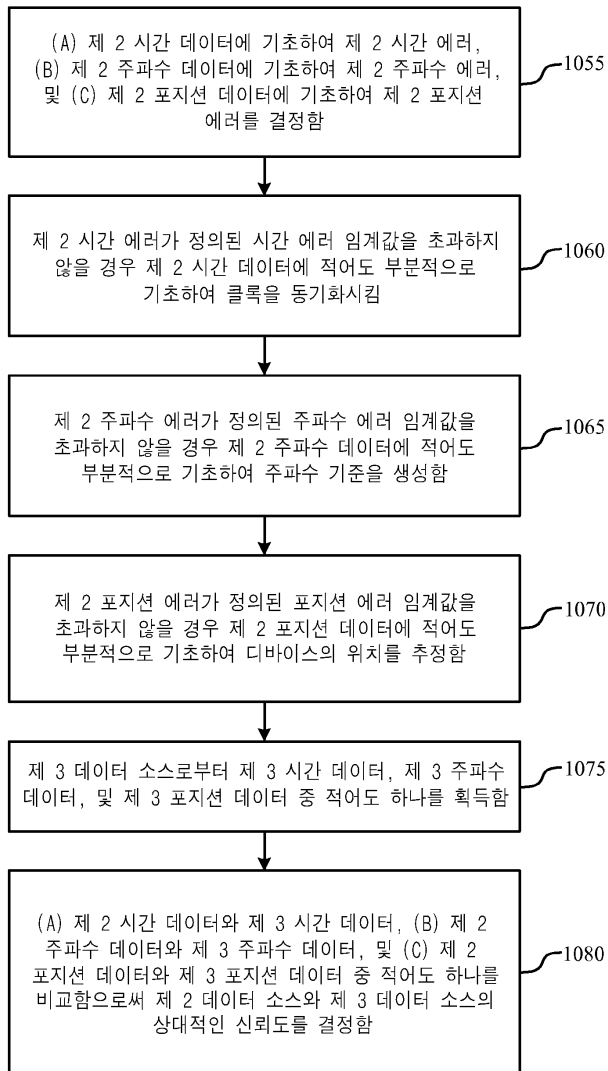 (A) 제 2 시간 데이터에 기초하여 제 2 시간 에러,
(B) 제 2 주파수 데이터에 기초하여 제 2 주파수 에러,
및 (C) 제 2 포지션 데이터에 기초하여 제 2 포지션
에러를 결정함
1055
제 2 시간 에러가 정의된 시간 에러 임계값을 초과하지
않을 경우 제 2 시간 데이터에 적어도 부분적으로
기초하여 클록을 동기화시킴
1060
제 2 주파수 에러가 정의된 주파수 에러 임계값을
초과하지 않을 경우 제 2 주파수 데이터에 적어도
부분적으로 기초하여 주파수 기준을 생성함
1065
제 2 포지션 에러가 정의된 포지션 에러 임계값을
초과하지 않을 경우 제 2 포지션 데이터에 적어도
부분적으로 기초하여 디바이스의 위치를 추정함
1070
제 3 데이터 소스로부터 제 3 시간 데이터, 제 3 주파수
데이터, 및 제 3 포지션 데이터 중 적어도 하나를 획득함
1075
(A) 제 2 시간 데이터와 제 3 시간 데이터, (B) 제 2
주파수 데이터와 제 3 주파수 데이터, 및 (C) 제 2
포지션 데이터와 제 3 포지션 데이터 중 적어도 하나를
비교함으로써 제 2 데이터 소스와 제 3 데이터 소스의
상대적인 신뢰도를 결정함
1080